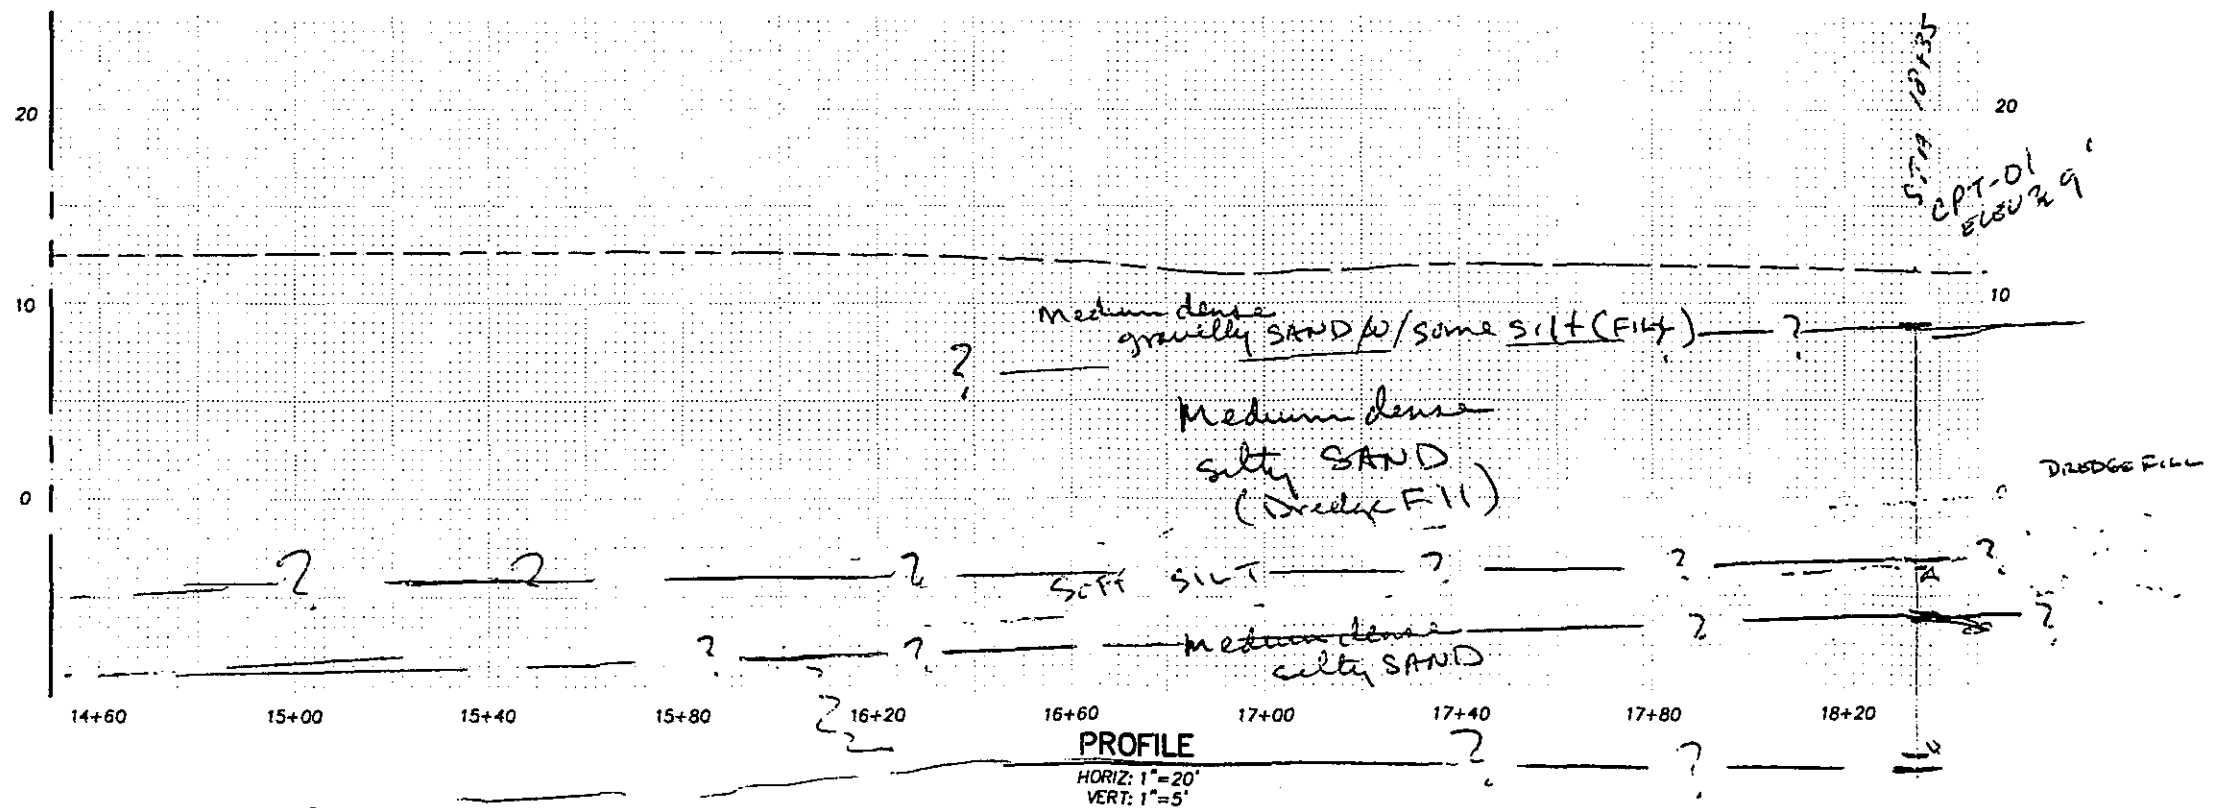 20
10
0
STA 18+35
20
CPT-01
ELEV ≈ 9'
10
Medium dense
gravelly SAND w/some silt (FILL) ?
?
Medium dense
silty SAND
(Dredge Fill)
0
DREDGE FILL
? ? ? ? ? ?
Soft SILT
? ? ? ?
Medium dense
silty SAND
14+60 15+00 15+40 15+80 16+20 16+60 17+00 17+40 17+80 18+20
? ? ?
PROFILE
HORIZ: 1"=20'
VERT: 1"=5'